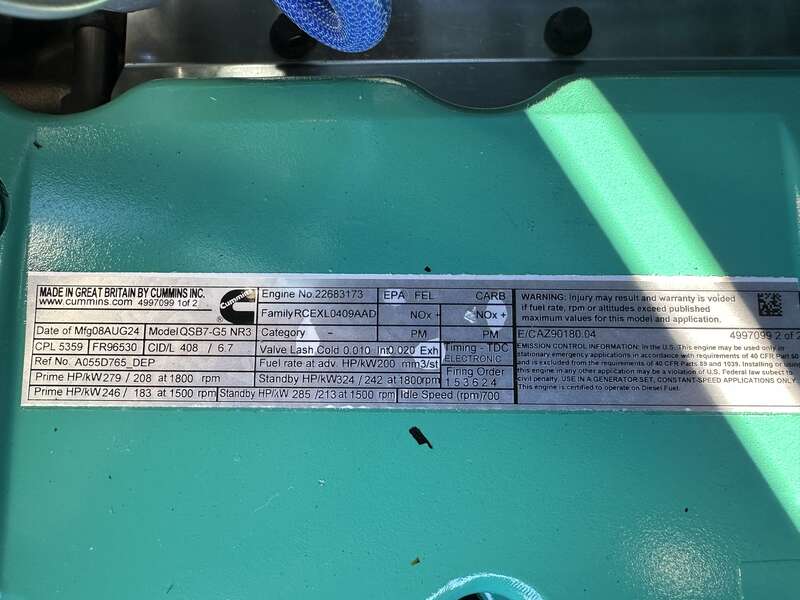 MADE IN GREAT BRITAIN BY CUMMINS INC.
www.cummins.com 4997099 1of 2
Cummins
®
Date of Mfg08AUG24 Model QSB7-G5 NR3
CPL 5359 FR96530 CID/L 408 / 6.7
Ref No. A055D765_DEP
Prime HP/kW279 / 208 at 1800 rpm
Prime HP/kW246 / 183 at 1500 rpm
Engine No.22683173
FamilyRCEXL0409AAD
Category -
Valve Lash Cold 0.010 Int0.020 Exh
Fuel rate at adv. HP/kW200 mm3/st
Standby HP/kW324 / 242 at 1800rpm
Standby HP/kW 285 /213 at 1500 rpm
EPA FEL CARB
NOx + NOx +
PM PM
Timing - TDC
ELECTRONIC
Firing Order
1 5 3 6 2 4
Idle Speed (rpm)700
WARNING: Injury may result and warranty is voided
if fuel rate, rpm or altitudes exceed published
maximum values for this model and application.
E/CAZ90180.04 4997099 2 of 2
EMISSION CONTROL INFORMATION: In the U.S. This engine may be used only in
stationary emergency applications in accordance with requirements of 40 CFR Part 60
and is excluded from the requirements of 40 CFR Parts 89 and 1039. Installing or using
this engine in any other application may be a violation of U.S. Federal law subject to
civil penalty. USE IN A GENERATOR SET, CONSTANT-SPEED APPLICATIONS ONLY
This engine is certified to operate on Diesel Fuel.